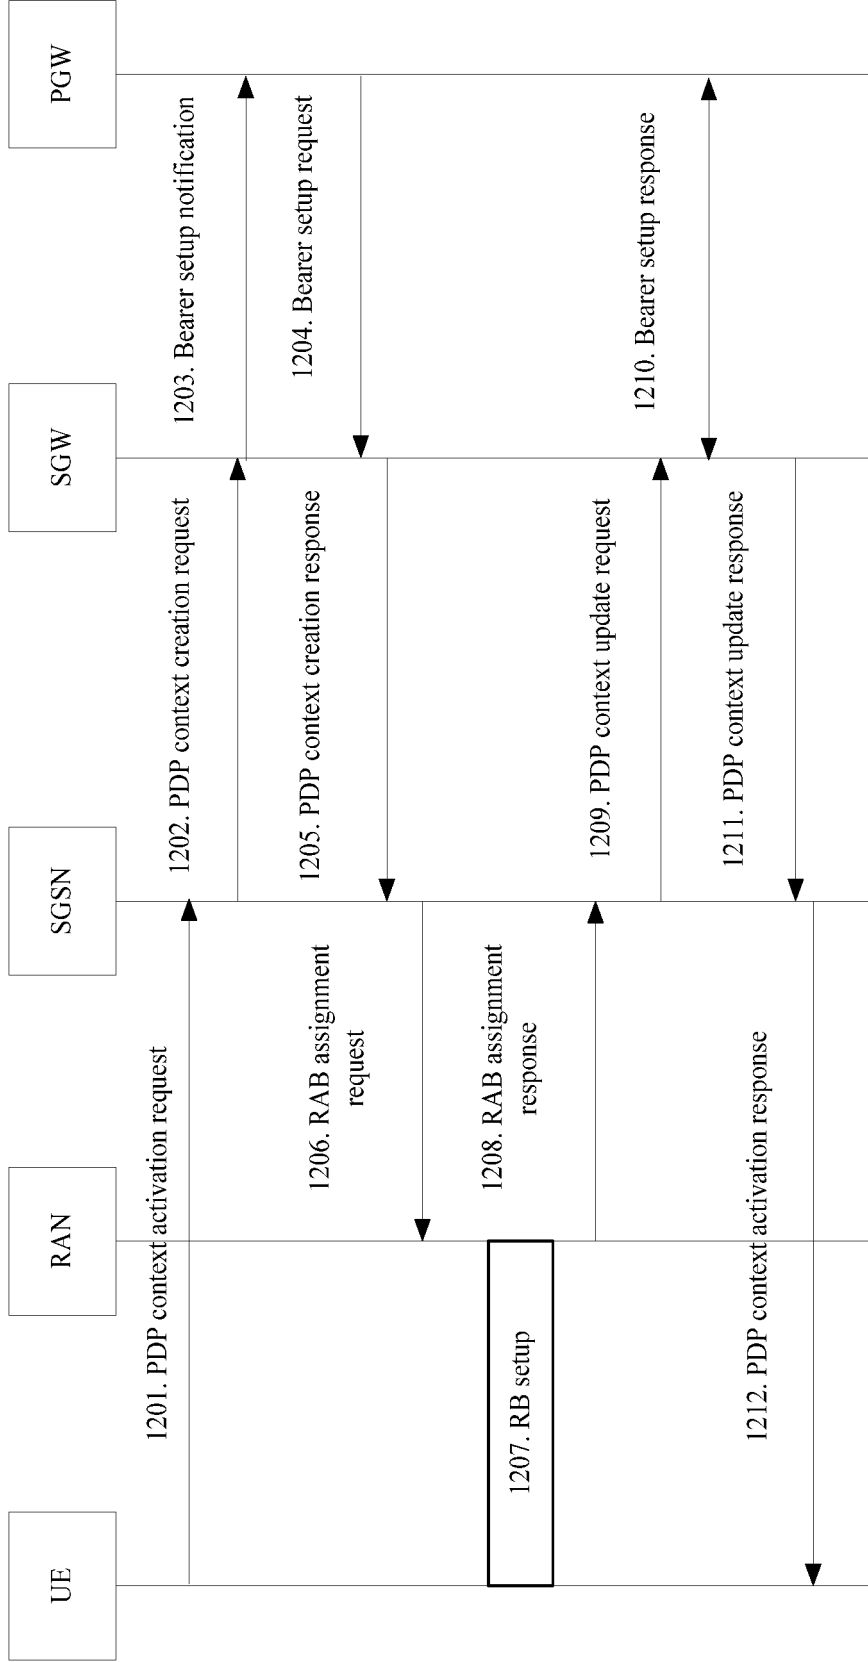 UE
RAN
SGSN
SGW
PGW
1201. PDP context activation request
1202. PDP context creation request
1203. Bearer setup notification
1204. Bearer setup request
1205. PDP context creation response
1206. RAB assignment
request
1207. RB setup
1208. RAB assignment
response
1209. PDP context update request
1210. Bearer setup response
1211. PDP context update response
1212. PDP context activation response